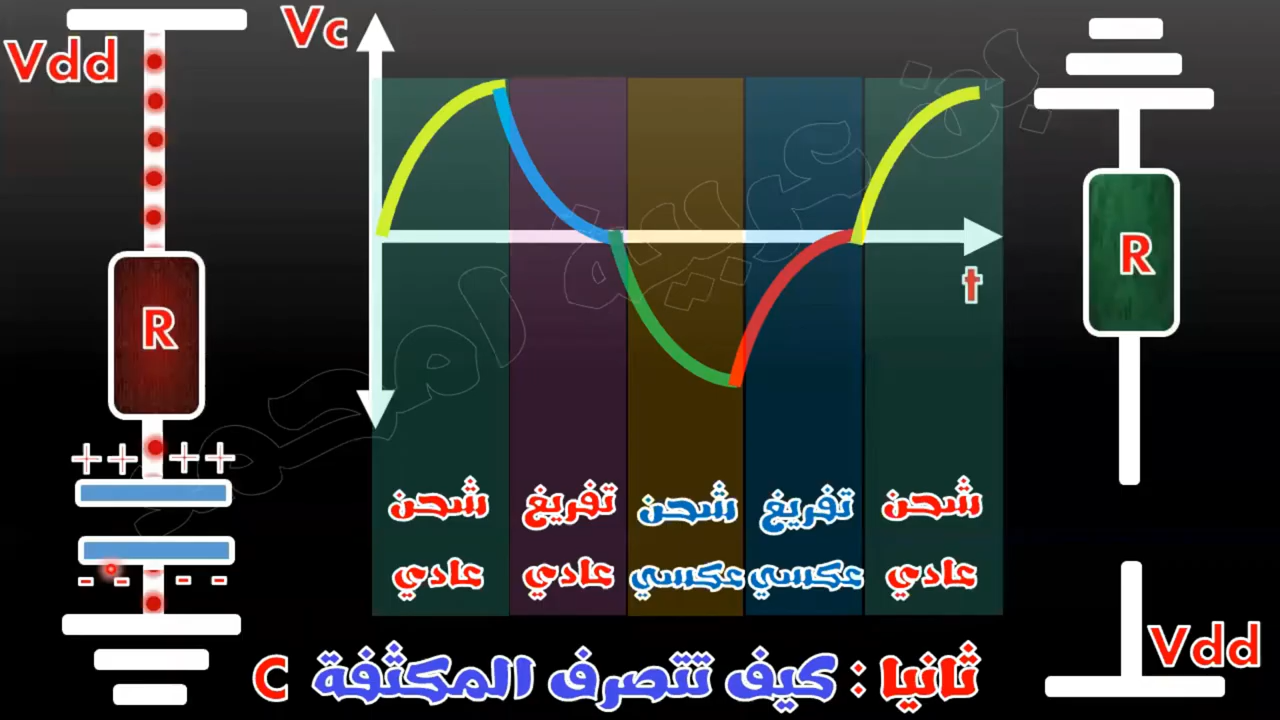 Vdd
Vc
R
R
t
++ ++
- - - -
شحن عادي
تفريغ عادي
شحن عكسي
تفريغ عكسي
شحن عادي
Vdd
ثانيا : كيف تتصرف المكثفة C